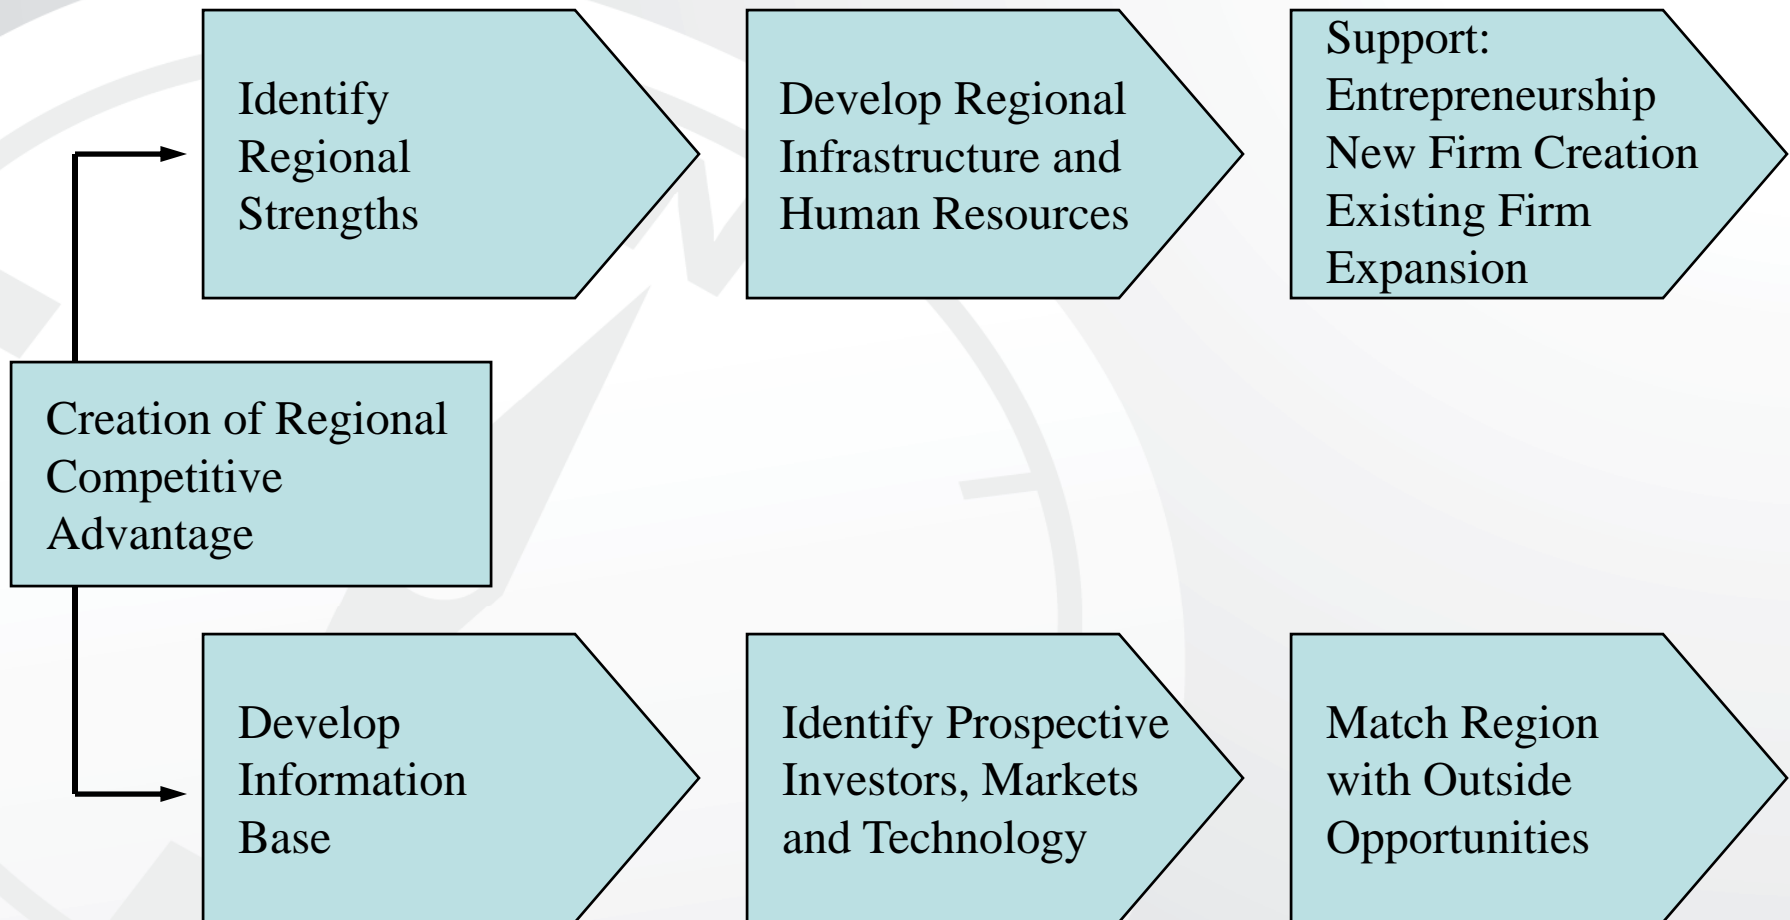 Identify
Regional
Strengths
Develop Regional
Infrastructure and
Human Resources
Support:
Entrepreneurship
New Firm Creation
Existing Firm
Expansion
Creation of Regional
Competitive
Advantage
Develop
Information
Base
Identify Prospective
Investors, Markets
and Technology
Match Region
with Outside
Opportunities